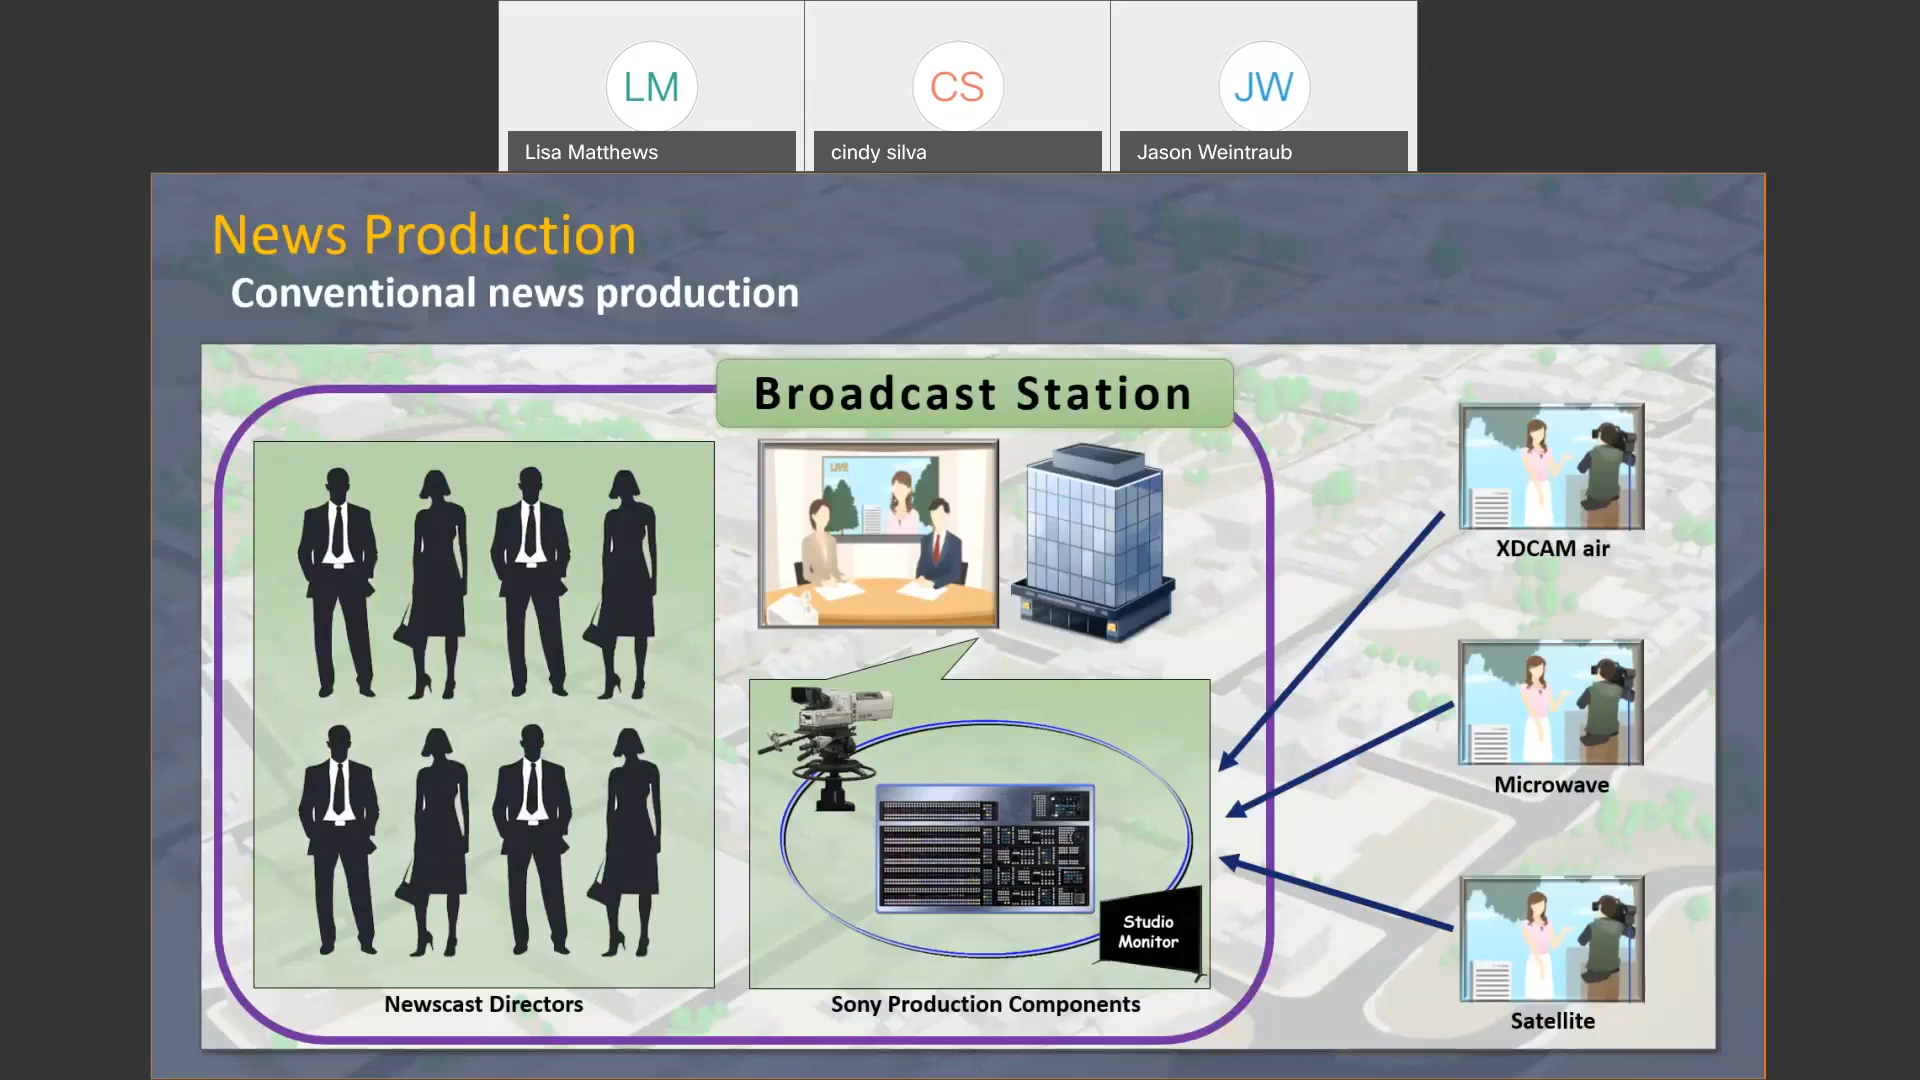 LM
CS
JW
Lisa Matthews
cindy silva
Jason Weintraub
News Production
Conventional news production
Broadcast Station
LIVE
XDCAM air
Microwave
Studio
Monitor
Newscast Directors
Sony Production Components
Satellite